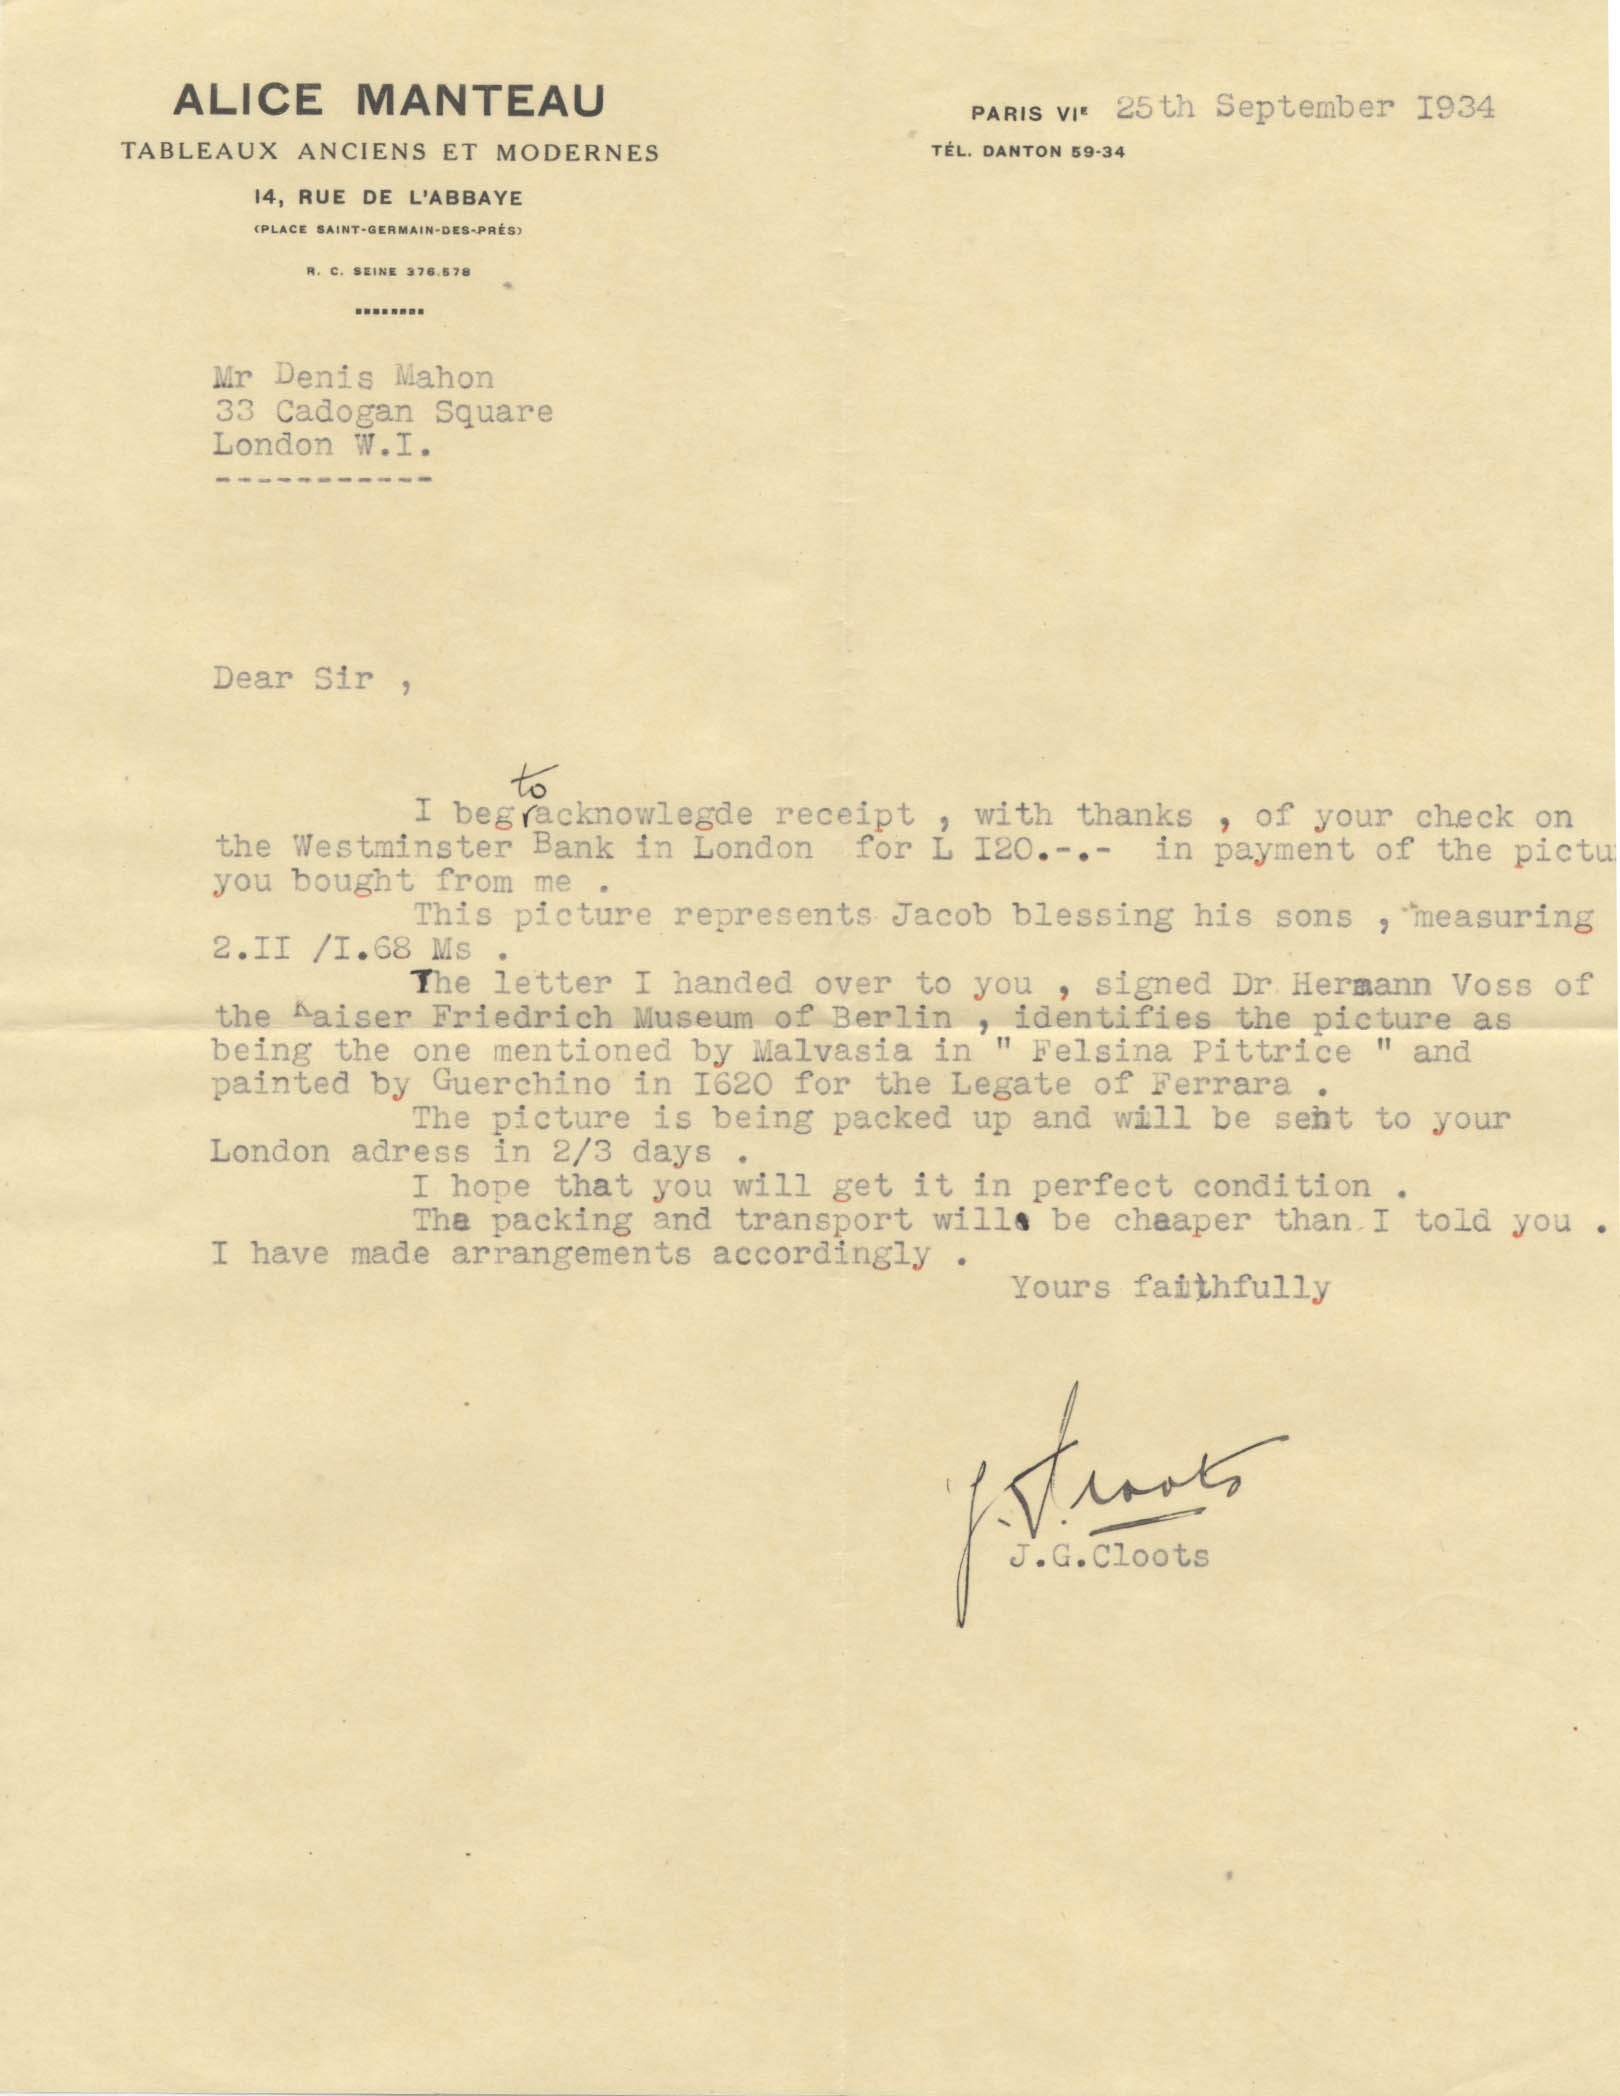 ALICE MANTEAU
TABLEAUX ANCIENS ET MODERNES
14, RUE DE L'ABBAYE
(PLACE SAINT-GERMAIN-DES-PRÉS)
R. C. SEINE 376.578
PARIS VIE 25th September I934
TÉL. DANTON 59-34
Mr Denis Mahon
33 Cadogan Square
London W.I.
-----------
Dear Sir ,
to
I beg acknowlegde receipt , with thanks , of your check on
the Westminster Bank in London for L I20.-.- in payment of the pictu
you bought from me .
This picture represents Jacob blessing his sons , measuring
2.II /I.68 Ms .
The letter I handed over to you , signed Dr Hermann Voss of
the Kaiser Friedrich Museum of Berlin , identifies the picture as
being the one mentioned by Malvasia in " Felsina Pittrice " and
painted by Guerchino in I620 for the Legate of Ferrara .
The picture is being packed up and will be sent to your
London adress in 2/3 days .
I hope that you will get it in perfect condition .
The packing and transport will be cheaper than I told you .
I have made arrangements accordingly .
Yours faithfully
J.G.Cloots
J.G.Cloots